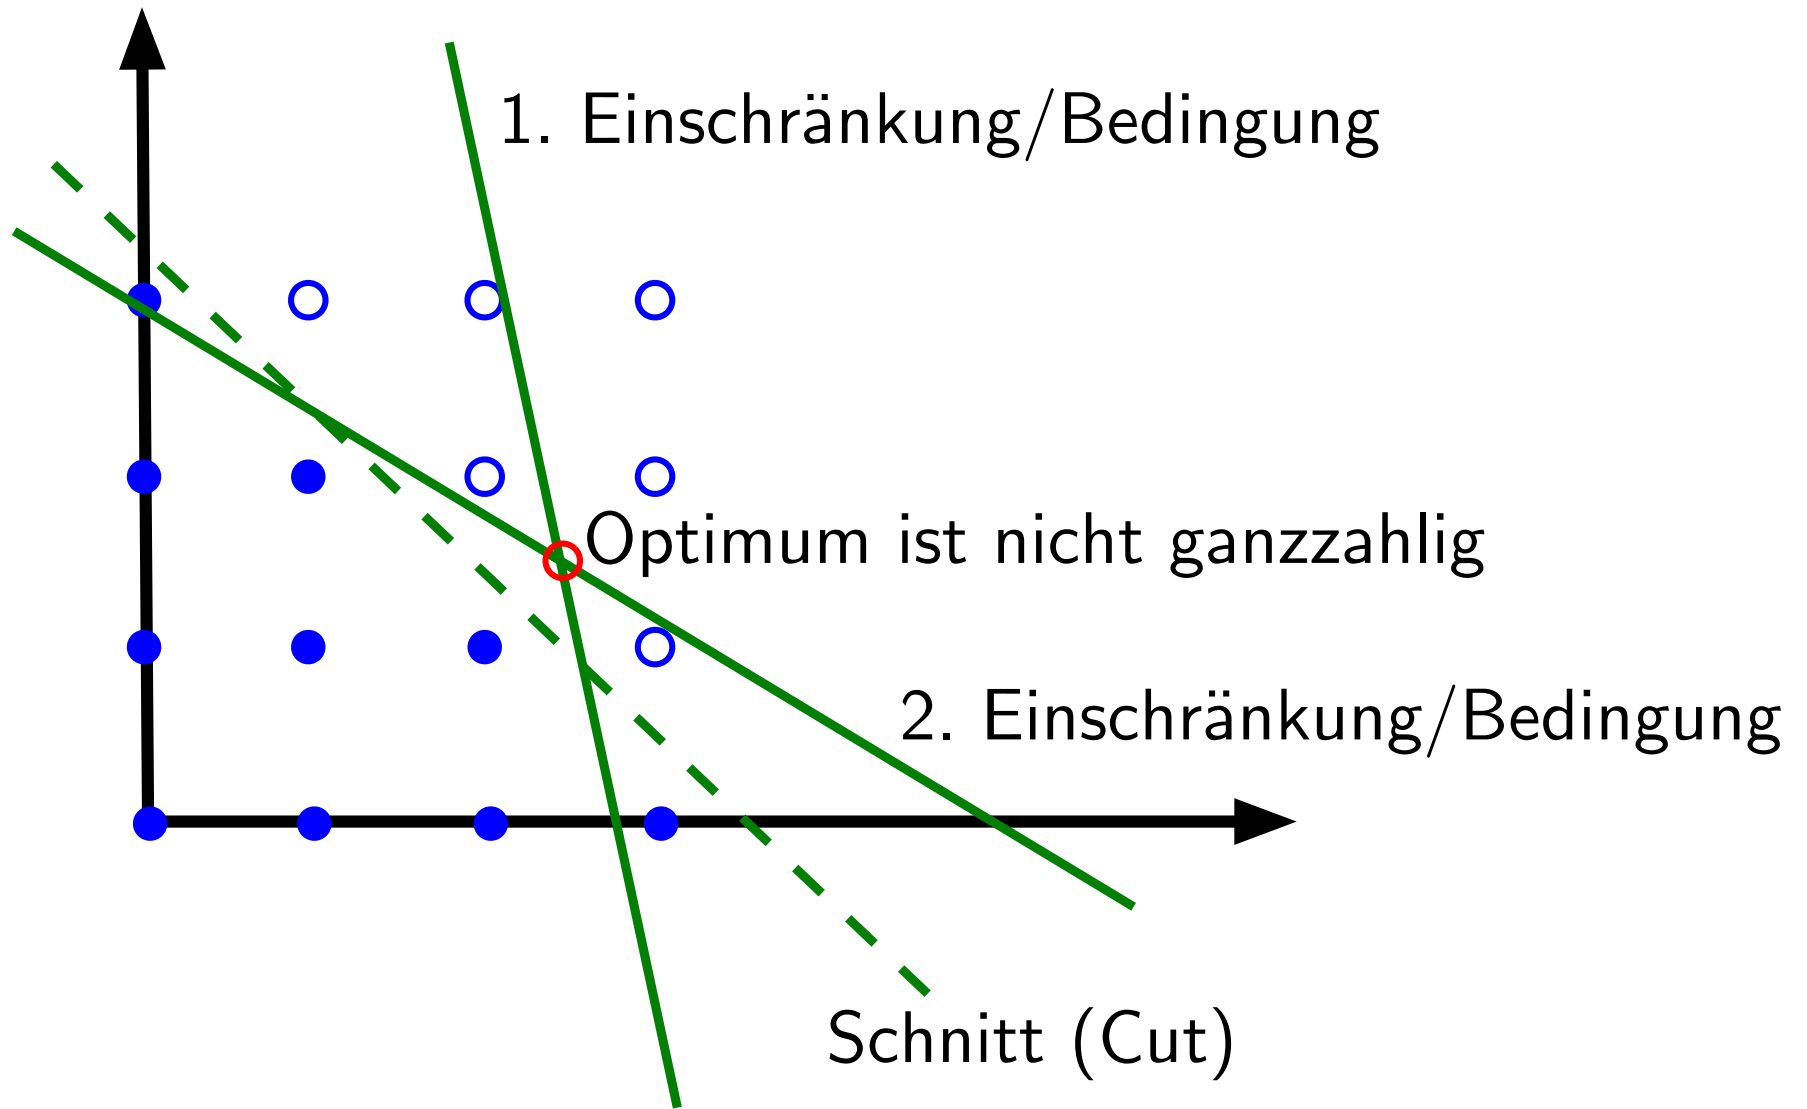 1. Einschränkung/Bedingung
Optimum ist nicht ganzzahlig
2. Einschränkung/Bedingung
Schnitt (Cut)